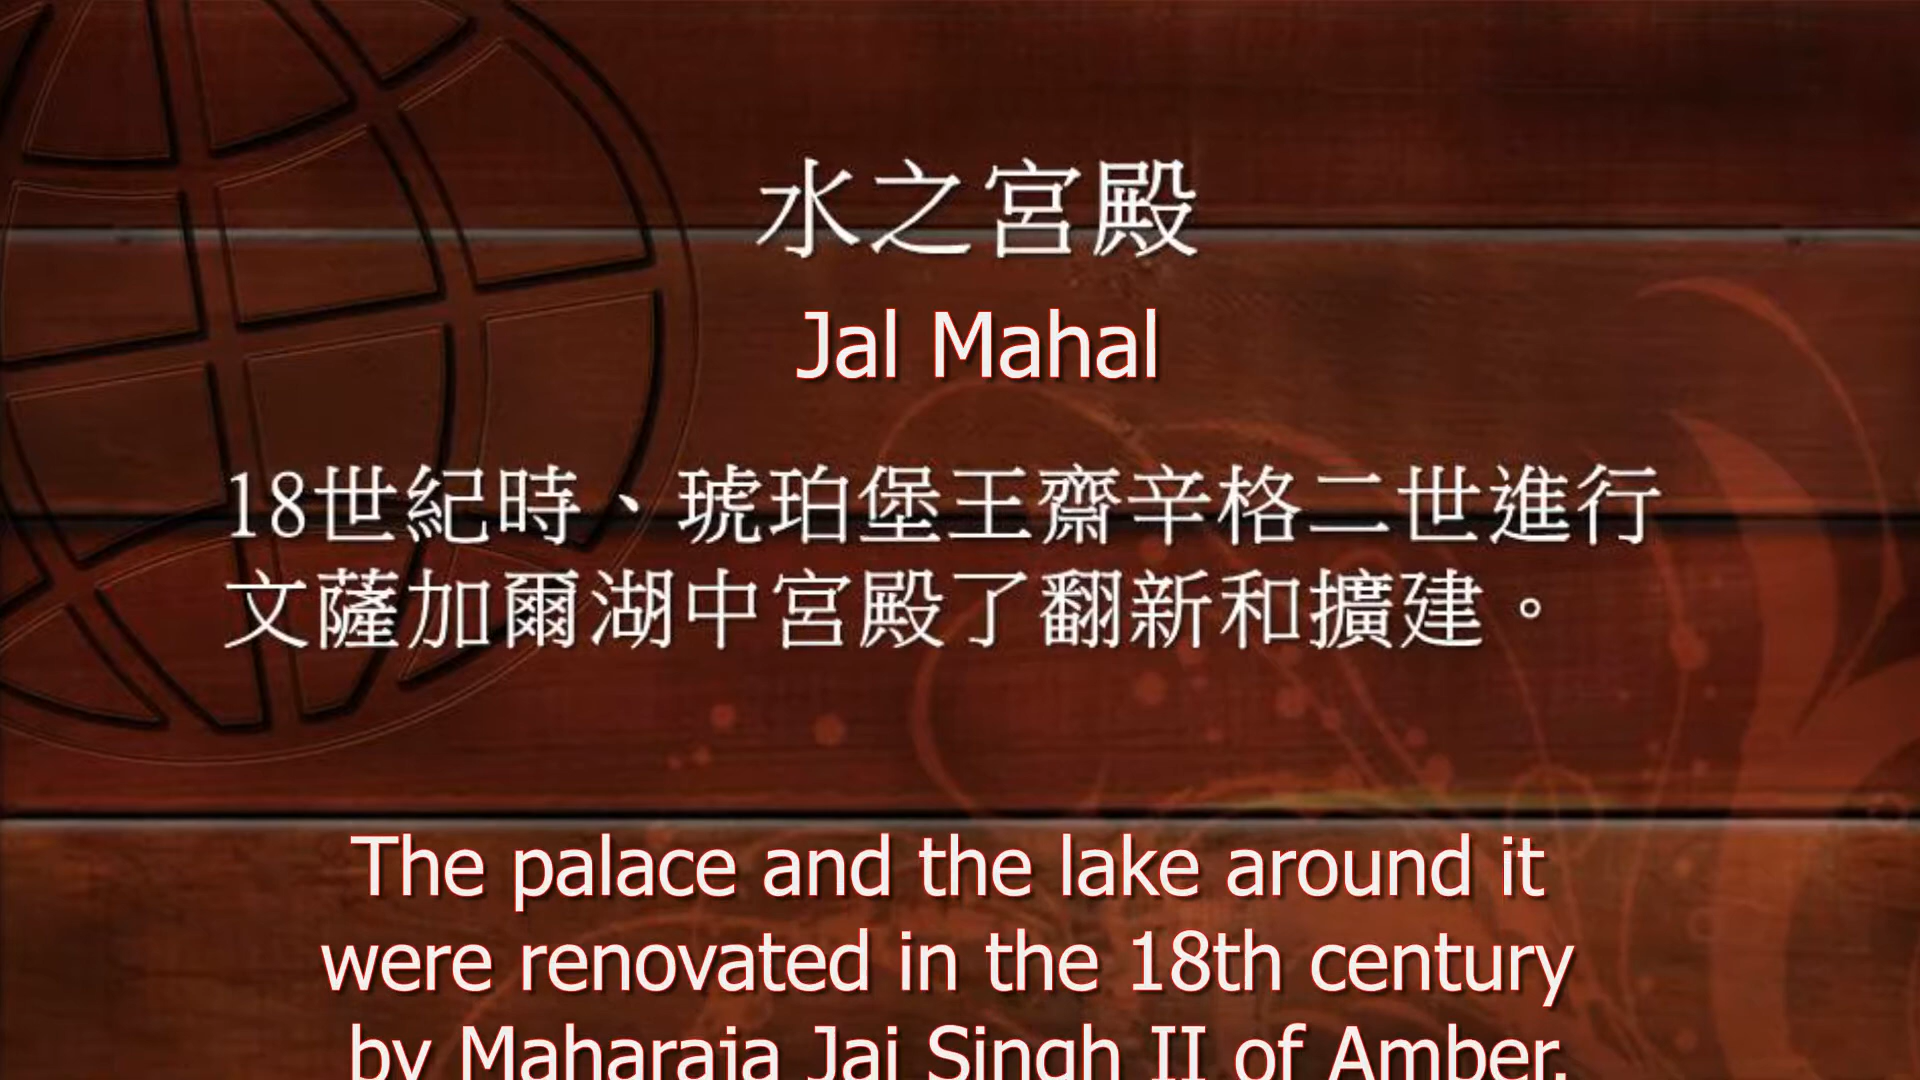 水之宮殿
Jal Mahal
18世紀時、琥珀堡王齋辛格二世進行
文薩加爾湖中宮殿了翻新和擴建。
The palace and the lake around it
were renovated in the 18th century
by Maharaja Jai Singh II of Amber.